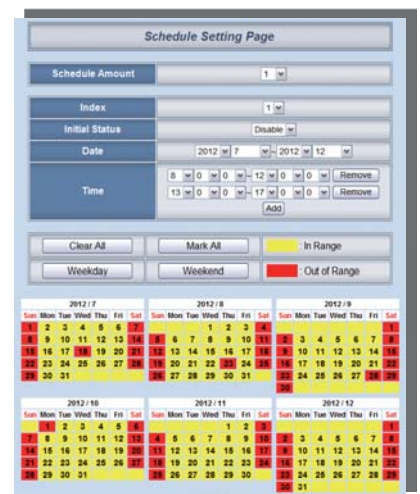 Schedule Setting Page
Schedule Amount
1
Index
1
Initial Status
Disable
Date
2012 7 ~ 2012 12
Time
8 0 0 ~ 12 0 0 Remove
13 0 0 ~ 17 0 0 Remove
Add
Clear All Mark All : In Range
Weekday Weekend : Out of Range
2012 / 7
Sun Mon Tue Wed Thu Fri Sat
1 2 3 4 5 6 7
8 9 10 11 12 13 14
15 16 17 18 19 20 21
22 23 24 25 26 27 28
29 30 31
2012 / 8
Sun Mon Tue Wed Thu Fri Sat
1 2 3 4
5 6 7 8 9 10 11
12 13 14 15 16 17 18
19 20 21 22 23 24 25
26 27 28 29 30 31
2012 / 9
Sun Mon Tue Wed Thu Fri Sat
1
2 3 4 5 6 7 8
9 10 11 12 13 14 15
16 17 18 19 20 21 22
23 24 25 26 27 28 29
30
2012 / 10
Sun Mon Tue Wed Thu Fri Sat
1 2 3 4 5 6
7 8 9 10 11 12 13
14 15 16 17 18 19 20
21 22 23 24 25 26 27
28 29 30 31
2012 / 11
Sun Mon Tue Wed Thu Fri Sat
1 2 3
4 5 6 7 8 9 10
11 12 13 14 15 16 17
18 19 20 21 22 23 24
25 26 27 28 29 30
2012 / 12
Sun Mon Tue Wed Thu Fri Sat
1
2 3 4 5 6 7 8
9 10 11 12 13 14 15
16 17 18 19 20 21 22
23 24 25 26 27 28 29
30 31